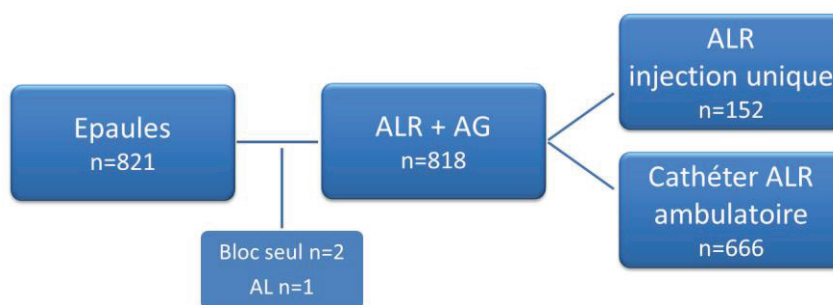 Epaules
n=821
Bloc seul n=2
AL n=1
ALR + AG
n=818
ALR
injection unique
n=152
Cathéter ALR
ambulatoire
n=666